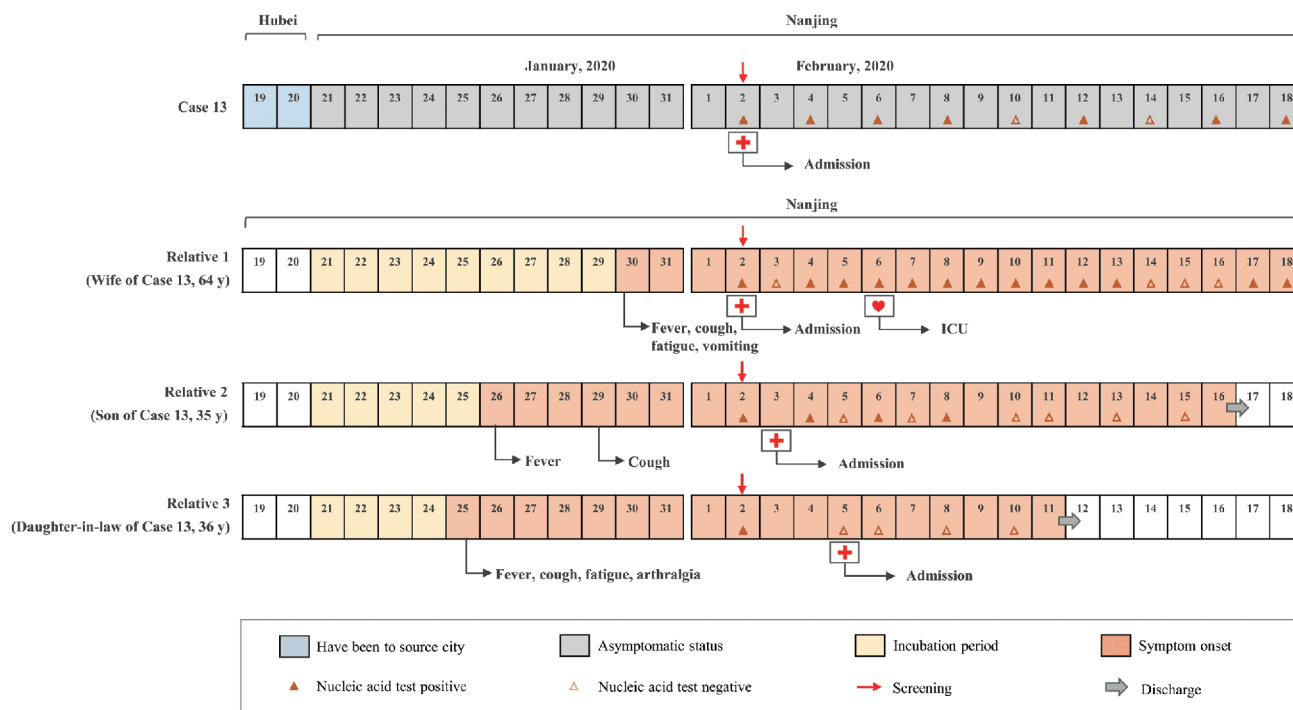 Hubei
Nanjing
January, 2020
February, 2020
Case 13
19 20 21 22 23 24 25 26 27 28 29 30 31 1 2 3 4 5 6 7 8 9 10 11 12 13 14 15 16 17 18
Admission
Nanjing
Relative 1
(Wife of Case 13, 64 y)
19 20 21 22 23 24 25 26 27 28 29 30 31 1 2 3 4 5 6 7 8 9 10 11 12 13 14 15 16 17 18
Fever, cough,
fatigue, vomiting
Admission
ICU
Relative 2
(Son of Case 13, 35 y)
19 20 21 22 23 24 25 26 27 28 29 30 31 1 2 3 4 5 6 7 8 9 10 11 12 13 14 15 16 17 18
Fever
Cough
Admission
Relative 3
(Daughter-in-law of Case 13, 36 y)
19 20 21 22 23 24 25 26 27 28 29 30 31 1 2 3 4 5 6 7 8 9 10 11 12 13 14 15 16 17 18
Fever, cough, fatigue, arthralgia
Admission
Have been to source city
Asymptomatic status
Incubation period
Symptom onset
Nucleic acid test positive
Nucleic acid test negative
Screening
Discharge